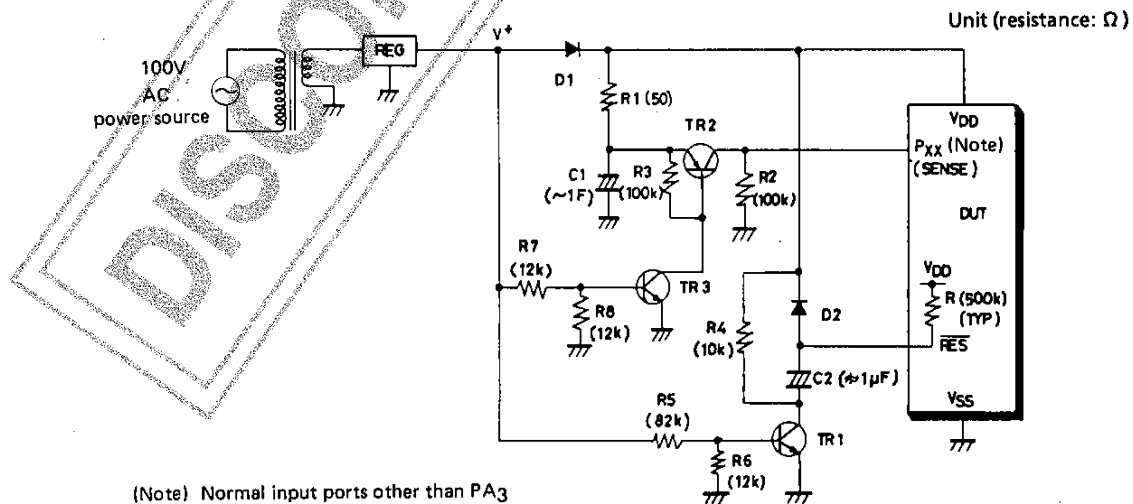 Unit (resistance: Ω)
V+
REG
100V
AC
power source
D1
R1 (50)
TR2
VDD
PXX (Note)
(SENSE)
C1
(~1F)
R3
(100k)
R2
(100k)
DUT
R7
(12k)
TR3
R8
(12k)
VDD
R (500k)
(TYP)
D2
R4
(10k)
RES
C2 (≈1μF)
VSS
R5
(82k)
TR1
R6
(12k)
(Note) Normal input ports other than PA3